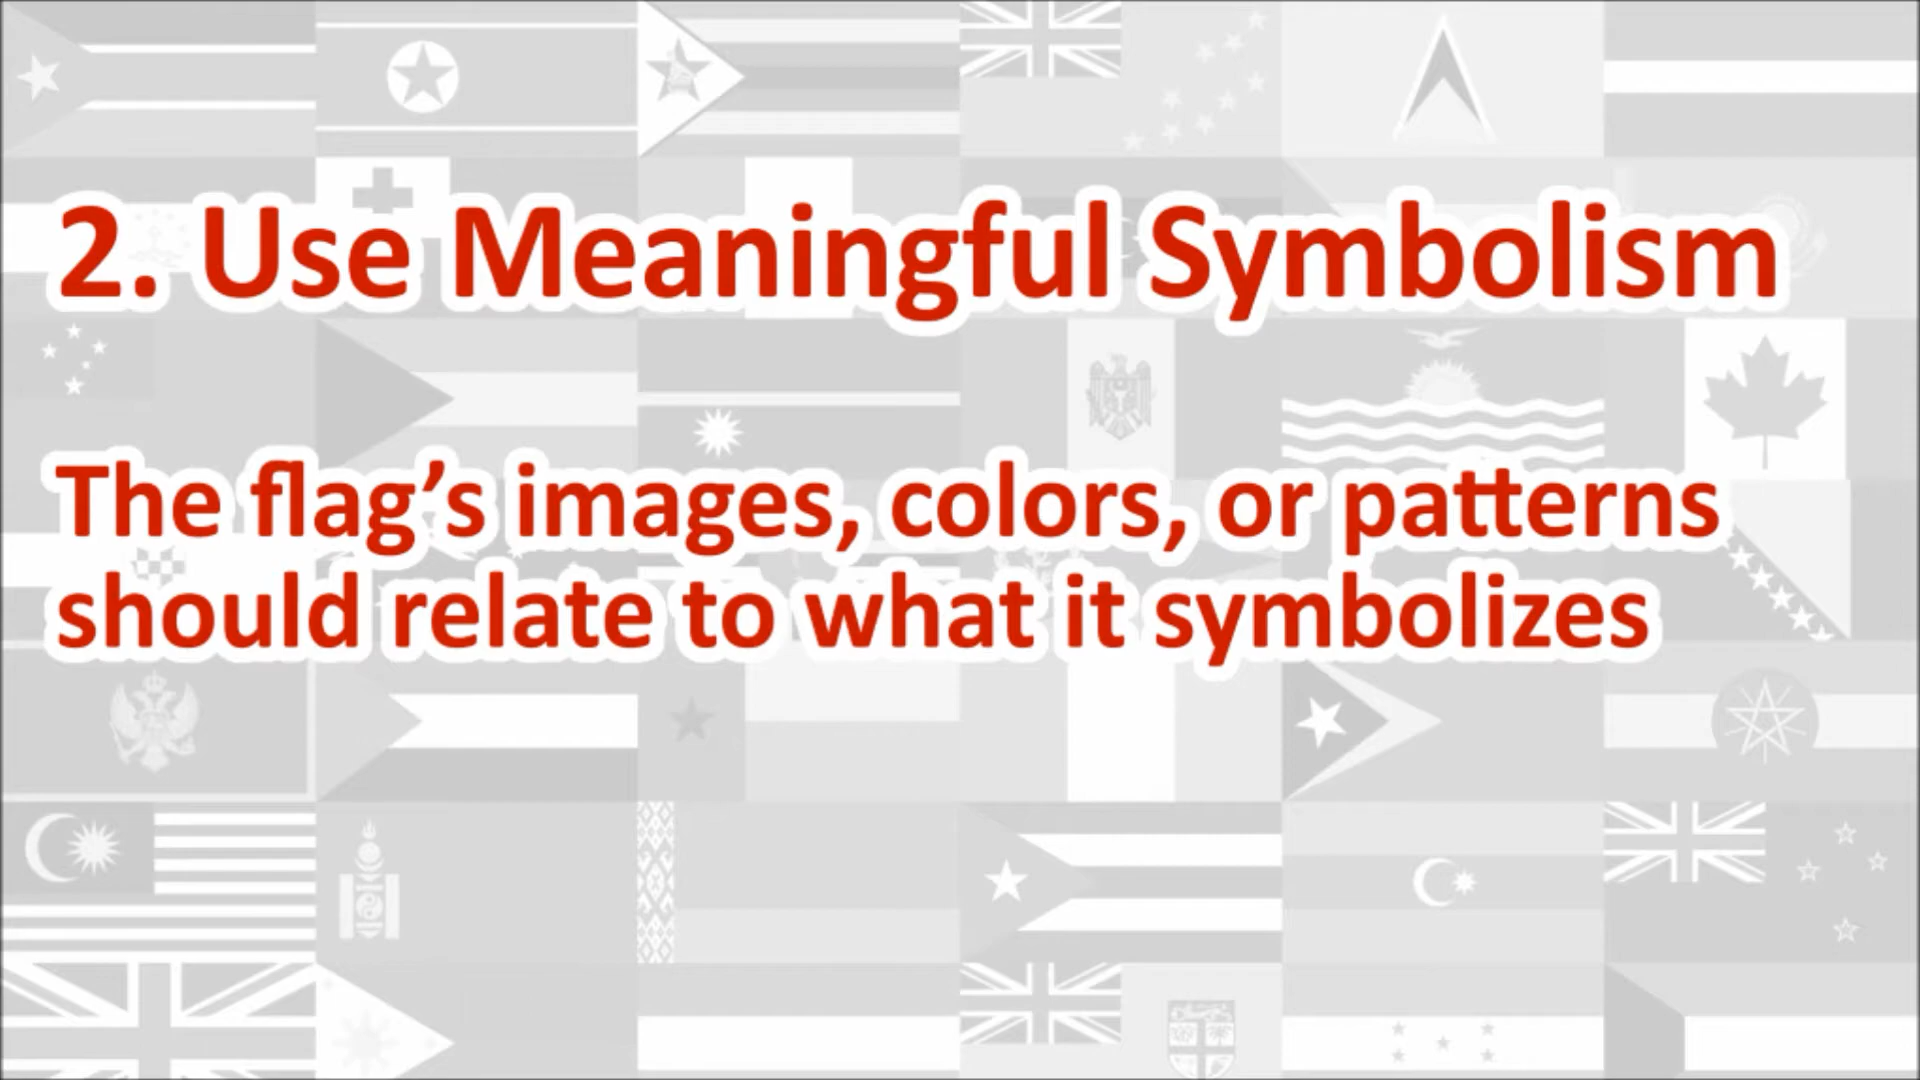 2. Use Meaningful Symbolism
The flag’s images, colors, or patterns
should relate to what it symbolizes